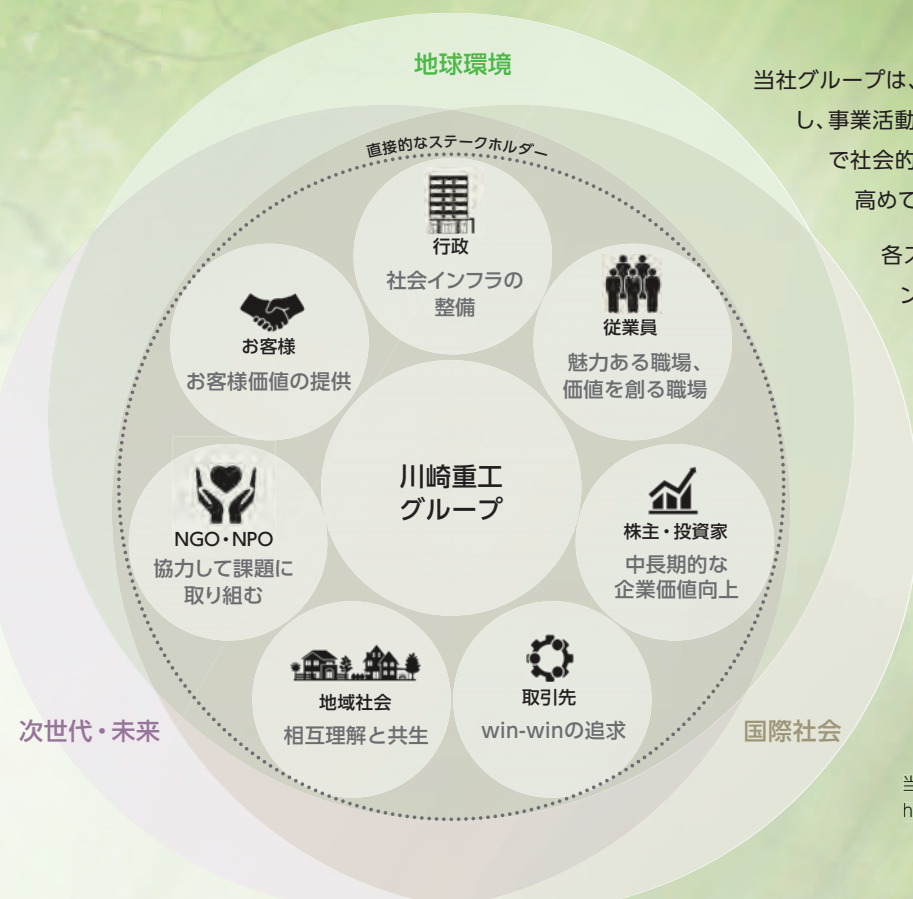 地球環境
直接的なステークホルダー
行政
社会インフラの
整備
お客様
お客様価値の提供
従業員
魅力ある職場、
価値を創る職場
川崎重工
グループ
NGO・NPO
協力して課題に
取り組む
株主・投資家
中長期的な
企業価値向上
地域社会
相互理解と共生
取引先
win-winの追求
次世代・未来
国際社会
当社グループは、
し、事業活動
で社会的
高めて
各ス
ン
当
h